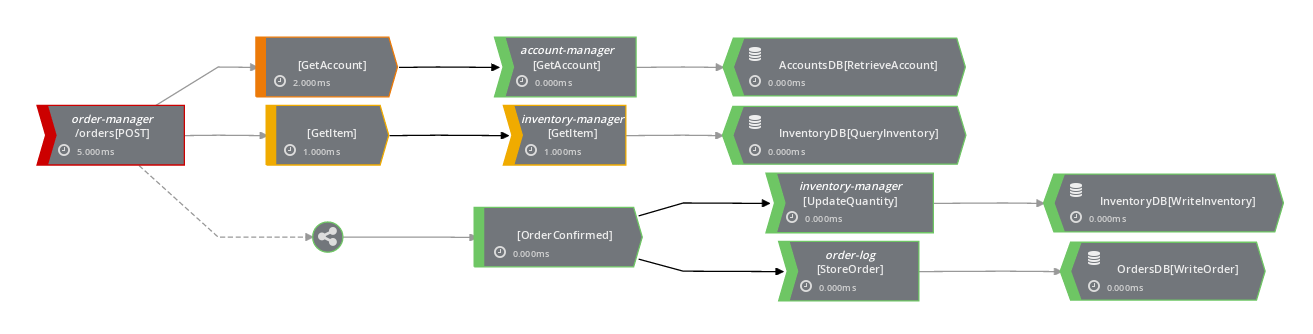 order-manager
/orders[POST]
5.000ms
[GetAccount]
2.000ms
account-manager
[GetAccount]
0.000ms
AccountsDB[RetrieveAccount]
0.000ms
[GetItem]
1.000ms
inventory-manager
[GetItem]
1.000ms
InventoryDB[QueryInventory]
0.000ms
[OrderConfirmed]
0.000ms
inventory-manager
[UpdateQuantity]
0.000ms
InventoryDB[WriteInventory]
0.000ms
order-log
[StoreOrder]
0.000ms
OrdersDB[WriteOrder]
0.000ms